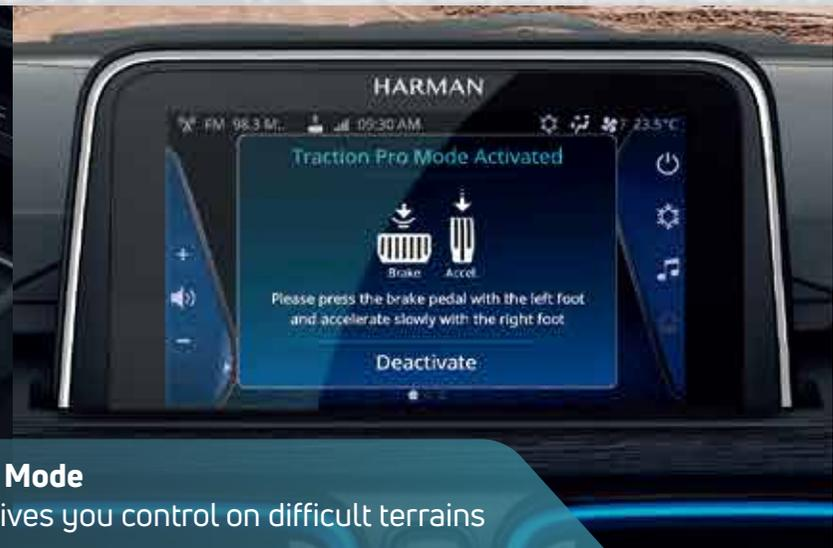 HARMAN
FM 98.3 M.. 09:30 AM 7 23.5°C
Traction Pro Mode Activated
Brake Accel.
Please press the brake pedal with the left foot
and accelerate slowly with the right foot
Deactivate
Mode
ives you control on difficult terrains